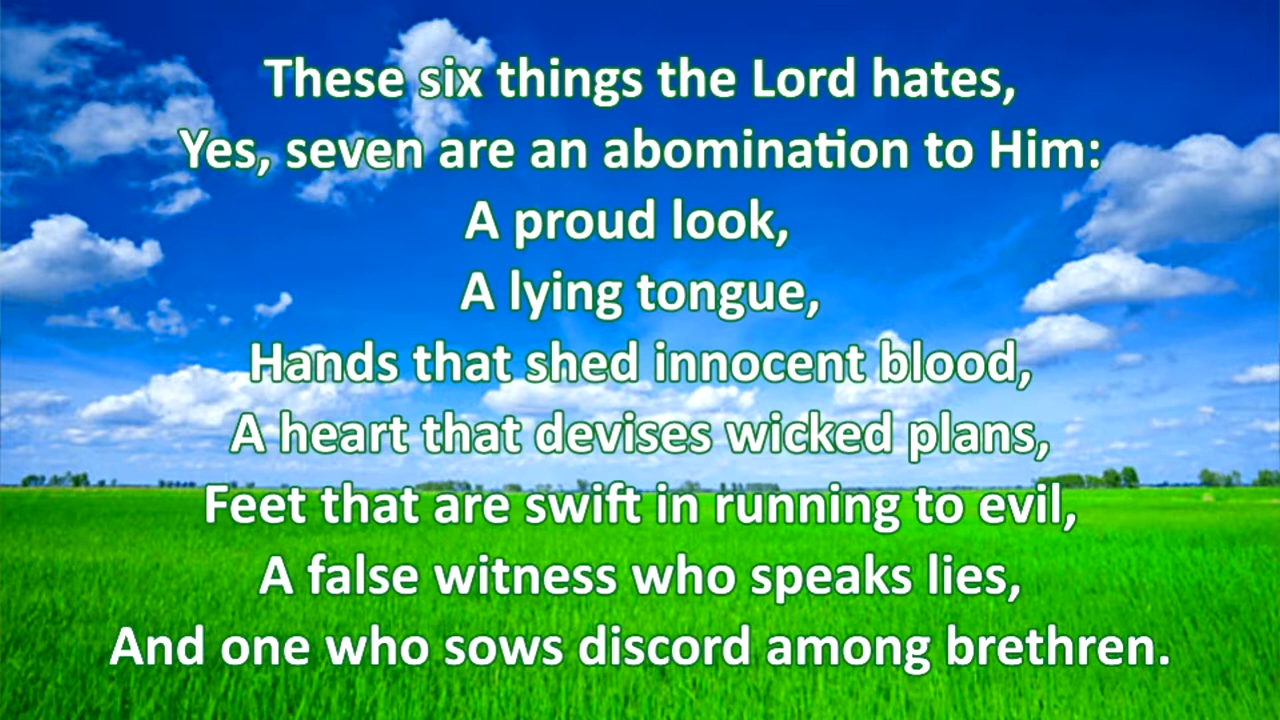 These six things the Lord hates,
Yes, seven are an abomination to Him:
A proud look,
A lying tongue,
Hands that shed innocent blood,
A heart that devises wicked plans,
Feet that are swift in running to evil,
A false witness who speaks lies,
And one who sows discord among brethren.